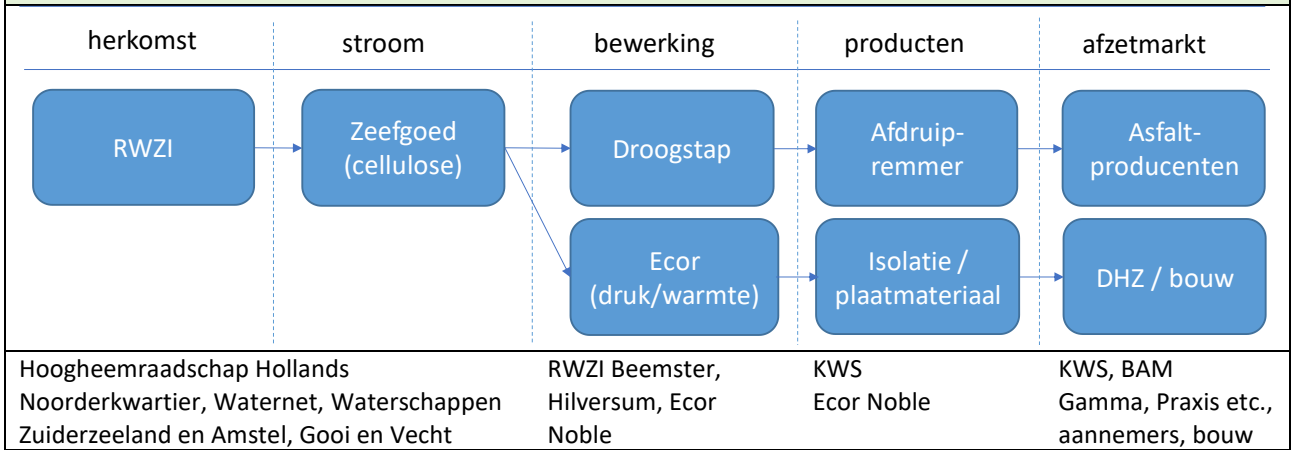 herkomst
stroom
bewerking
producten
afzetmarkt
RWZI
Zeefgoed
(cellulose)
Droogstap
Afdruip-
remmer
Asfalt-
producenten
Ecor
(druk/warmte)
Isolatie /
plaatmateriaal
DHZ / bouw
Hoogheemraadschap Hollands
Noorderkwartier, Waternet, Waterschappen
Zuiderzeeland en Amstel, Gooi en Vecht
RWZI Beemster,
Hilversum, Ecor
Noble
KWS
Ecor Noble
KWS, BAM
Gamma, Praxis etc.,
aannemers, bouw